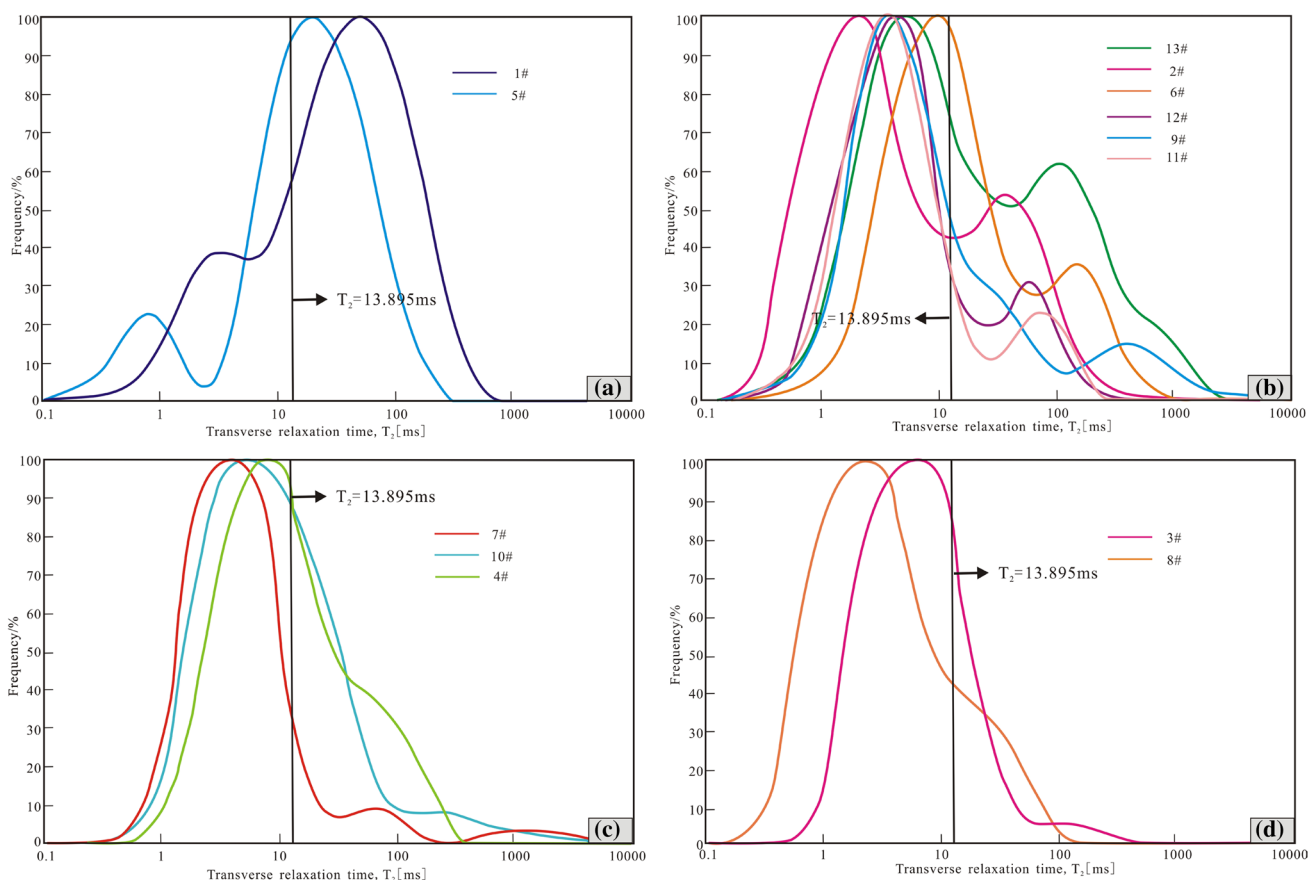 100
90
80
70
60
50
40
30
20
10
0
Frequency/%
1#
5#
T₂=13.895ms
(a)
0.1 1 10 100 1000 10000
Transverse relaxation time, T₂[ms]
100
90
80
70
60
50
40
30
20
10
0
Frequency/%
13#
2#
6#
12#
9#
11#
T₂=13.895ms
(b)
0.1 1 10 100 1000 10000
Transverse relaxation time, T₂[ms]
100
90
80
70
60
50
40
30
20
10
0
Frequency/%
T₂=13.895ms
7#
10#
4#
(c)
0.1 1 10 100 1000 10000
Transverse relaxation time, T₂[ms]
100
90
80
70
60
50
40
30
20
10
0
Frequency/%
3#
8#
T₂=13.895ms
(d)
0.1 1 10 100 1000 10000
Transverse relaxation time, T₂[ms]